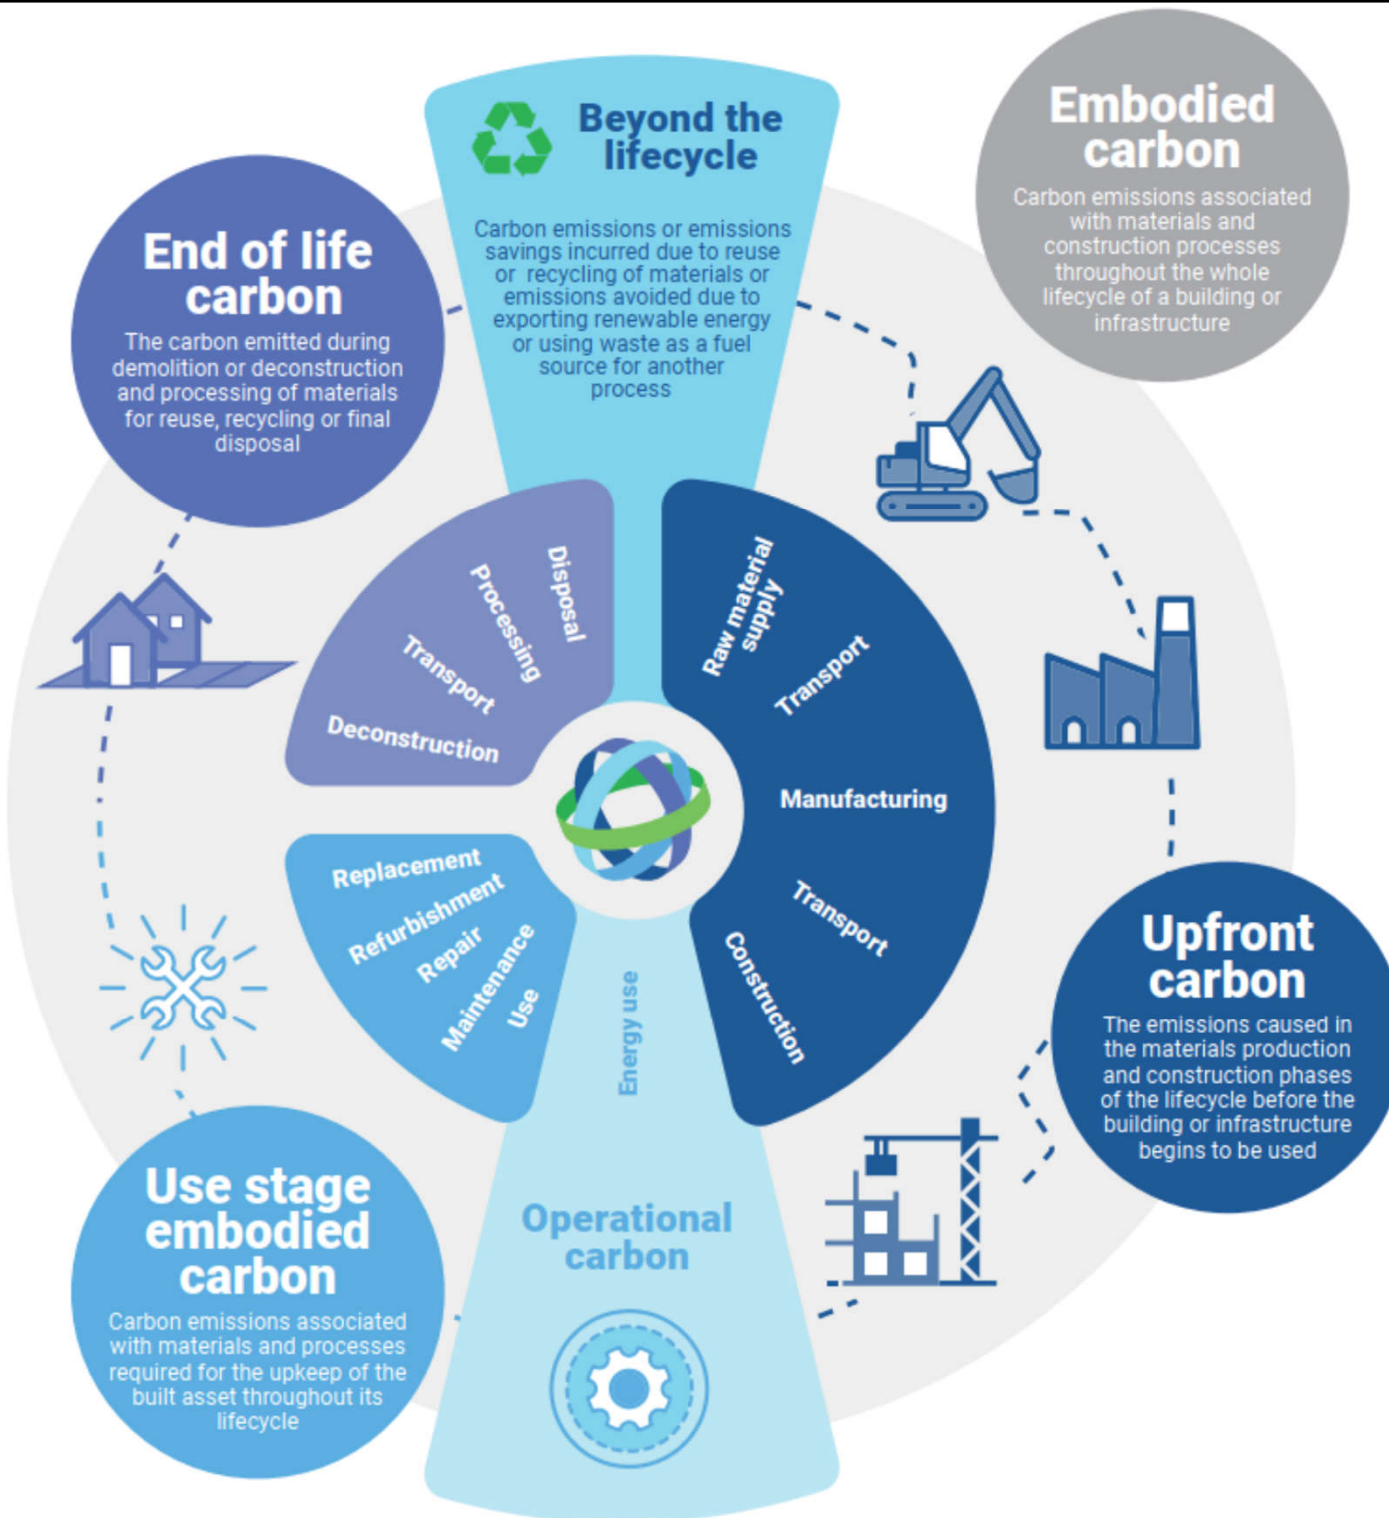 Beyond the
lifecycle
Carbon emissions or emissions
savings incurred due to reuse
or recycling of materials or
emissions avoided due to
exporting renewable energy
or using waste as a fuel
source for another
process
Embodied
carbon
Carbon emissions associated
with materials and
construction processes
throughout the whole
lifecycle of a building or
infrastructure
End of life
carbon
The carbon emitted during
demolition or deconstruction
and processing of materials
for reuse, recycling or final
disposal
Disposal
Processing
Transport
Deconstruction
Raw material
supply
Transport
Manufacturing
Transport
Construction
Replacement
Refurbishment
Repair
Maintenance
Use
Energy use
Upfront
carbon
The emissions caused in
the materials production
and construction phases
of the lifecycle before the
building or infrastructure
begins to be used
Use stage
embodied
carbon
Carbon emissions associated
with materials and processes
required for the upkeep of the
built asset throughout its
lifecycle
Operational
carbon